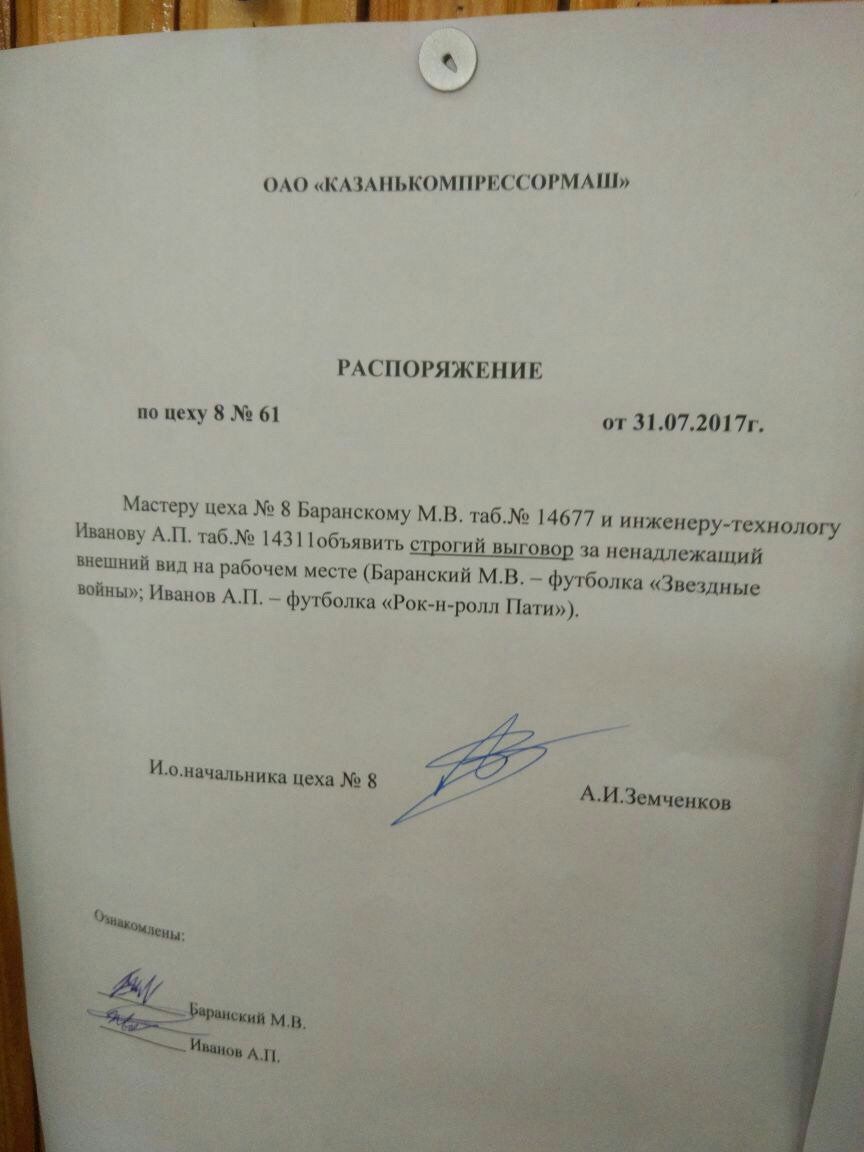 ОАО «КАЗАНЬКОМПРЕССОРМАШ»
РАСПОРЯЖЕНИЕ
по цеху 8 № 61 от 31.07.2017г.
Мастеру цеха № 8 Баранскому М.В. таб.№ 14677 и инженеру-технологу
Иванову А.П. таб.№ 14311объявить строгий выговор за ненадлежащий
внешний вид на рабочем месте (Баранский М.В. – футболка «Звездные
войны»; Иванов А.П. – футболка «Рок-н-ролл Пати»).
И.о.начальника цеха № 8 А.И.Земченков
Ознакомлены:
Баранский М.В.
Иванов А.П.